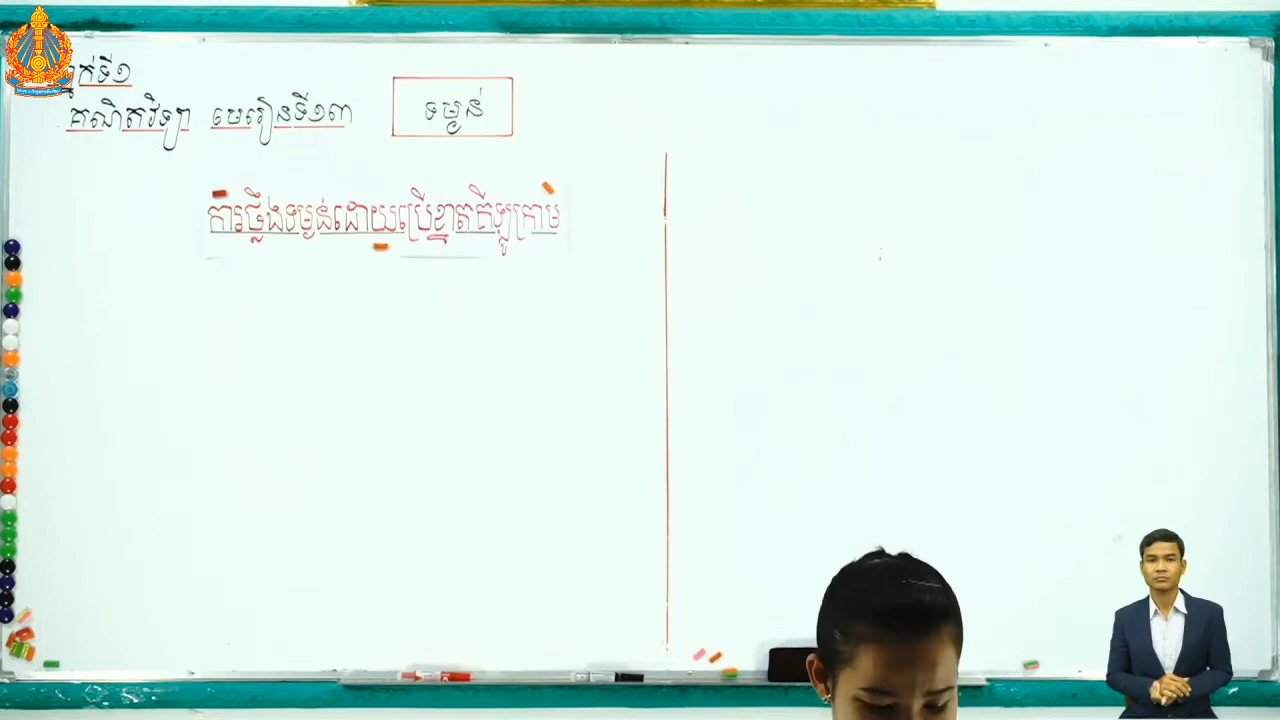 ថ្នាក់ទី១
គណិតវិទ្យា មេរៀនទី១៣ ទម្ងន់
ការថ្លឹងទម្ងន់ដោយប្រើខ្នាតគីឡូក្រាម